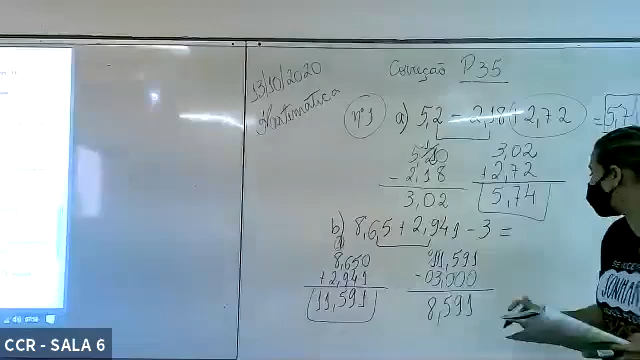 13/10/2020
Matemática
Correção P35
nº1 a) 5,2 - 2,18 + 2,72 = 5,74
5,20
- 2,18
3,02
3,02
+ 2,72
5,74
b) 8,65 + 2,941 - 3 =
8,650
+ 2,941
11,591
11,591
- 03,000
8,591
CCR - SALA 6